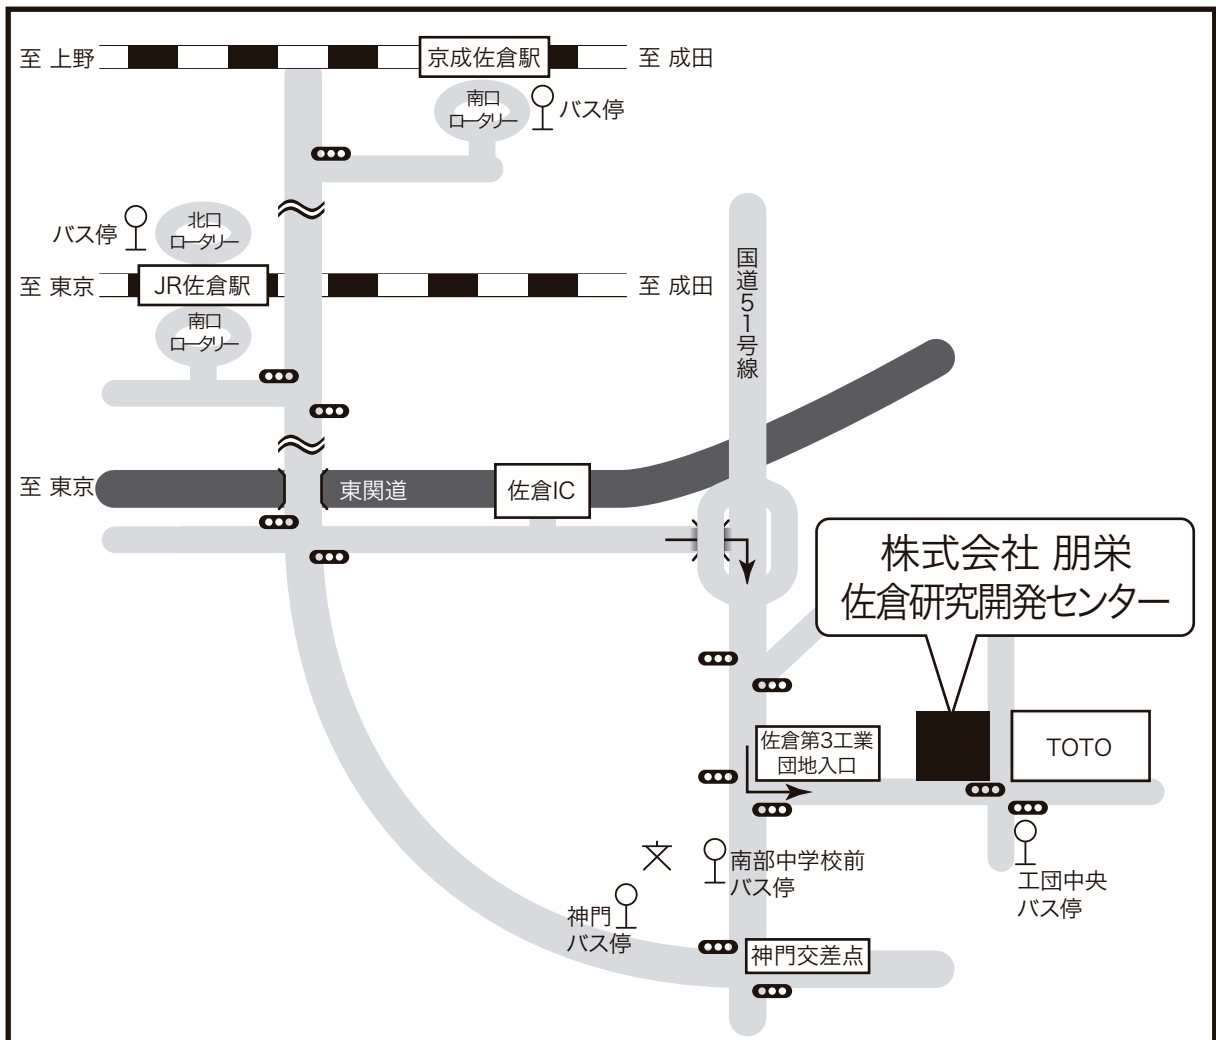 至 上野
京成佐倉駅
至 成田
南口
ロータリー
バス停
北口
ロータリー
バス停
至 東京
JR佐倉駅
至 成田
国道51号線
南口
ロータリー
至 東京
東関道
佐倉IC
株式会社 朋栄
佐倉研究開発センター
佐倉第3工業
団地入口
TOTO
文
南部中学校前
バス停
工団中央
バス停
神門
バス停
神門交差点